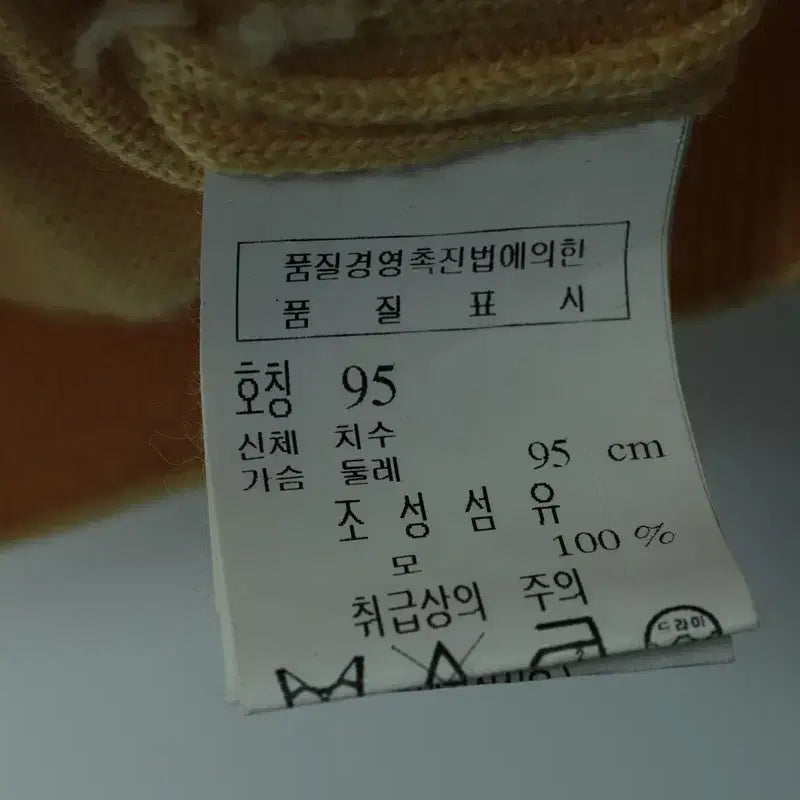 품질경영촉진법에의한
품 질 표 시
호칭 95
신체 치수
가슴 둘레 95 cm
조성섬유
모 100 %
취급상의 주의
2 드라이